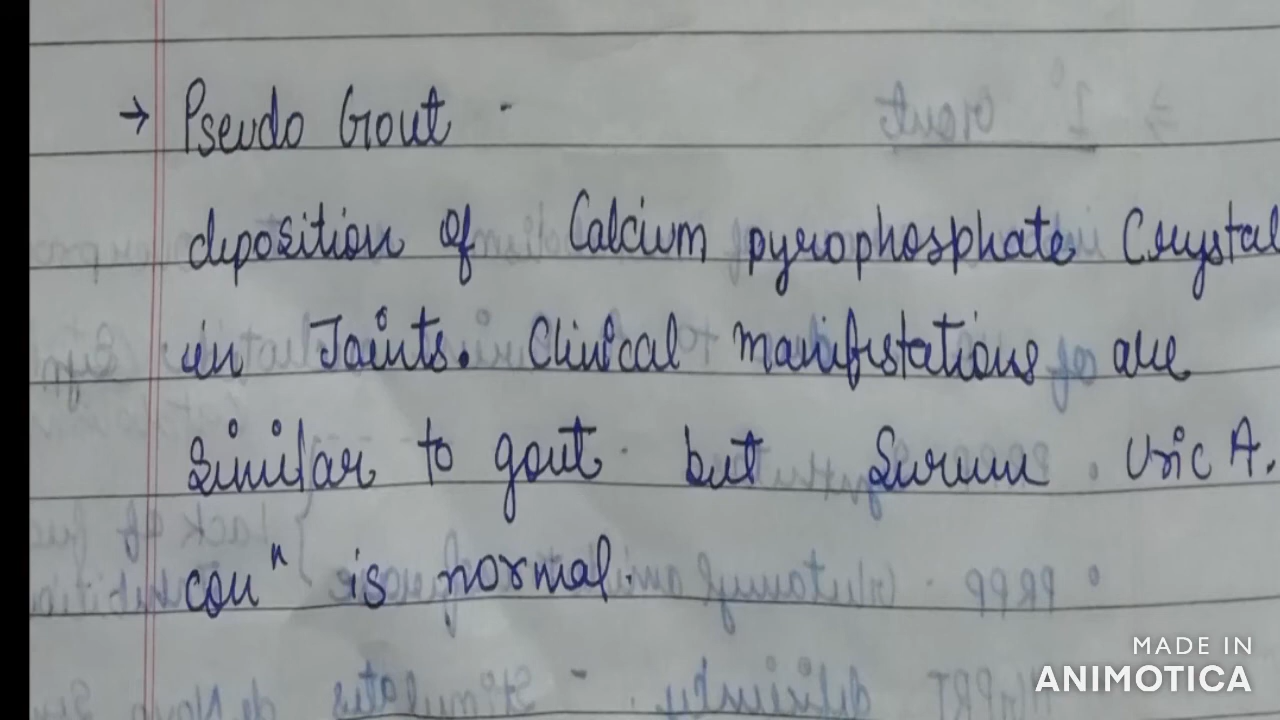 → Pseudo Gout -
deposition of Calcium pyrophosphate Crystal
in Joints. Clinical manifestations are
similar to gout but Serum Uric A.
conⁿ is normal.
MADE IN
ANIMOTICA